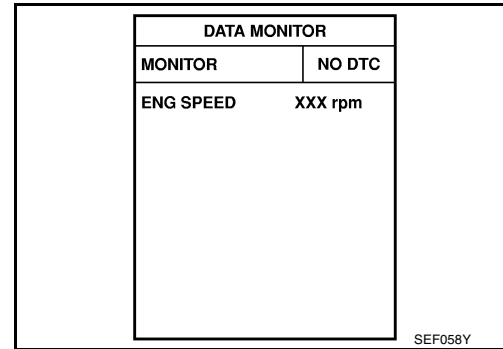 DATA MONITOR
MONITOR NO DTC
ENG SPEED XXX rpm
SEF058Y